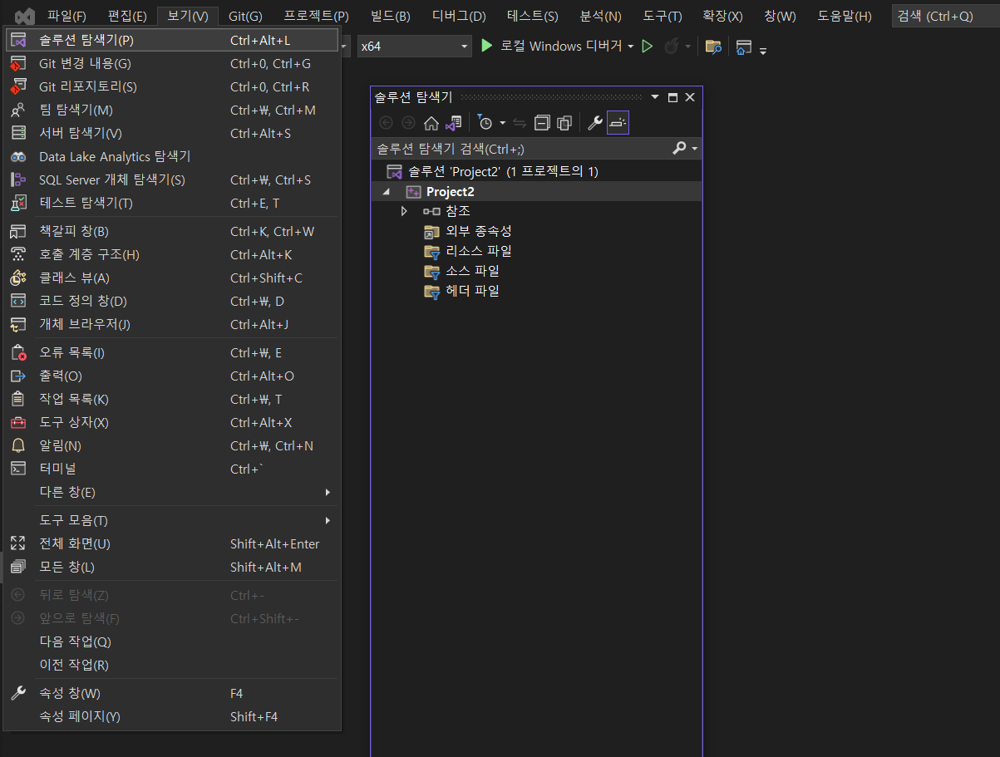 파일(F) 편집(E) 보기(V) Git(G) 프로젝트(P) 빌드(B) 디버그(D) 테스트(S) 분석(N) 도구(T) 확장(X) 창(W) 도움말(H) 검색 (Ctrl+Q)
x64 로컬 Windows 디버거
솔루션 탐색기(P) Ctrl+Alt+L
Git 변경 내용(G) Ctrl+0, Ctrl+G
Git 리포지토리(S) Ctrl+0, Ctrl+R
팀 탐색기(M) Ctrl+₩, Ctrl+M
서버 탐색기(V) Ctrl+Alt+S
Data Lake Analytics 탐색기
SQL Server 개체 탐색기(S) Ctrl+₩, Ctrl+S
테스트 탐색기(T) Ctrl+E, T
책갈피 창(B) Ctrl+K, Ctrl+W
호출 계층 구조(H) Ctrl+Alt+K
클래스 뷰(A) Ctrl+Shift+C
코드 정의 창(D) Ctrl+₩, D
개체 브라우저(J) Ctrl+Alt+J
오류 목록(I) Ctrl+₩, E
출력(O) Ctrl+Alt+O
작업 목록(K) Ctrl+₩, T
도구 상자(X) Ctrl+Alt+X
알림(N) Ctrl+₩, Ctrl+N
터미널 Ctrl+`
다른 창(E)
도구 모음(T)
전체 화면(U) Shift+Alt+Enter
모든 창(L) Shift+Alt+M
뒤로 탐색(Z) Ctrl+-
앞으로 탐색(F) Ctrl+Shift+-
다음 작업(Q)
이전 작업(R)
속성 창(W) F4
속성 페이지(Y) Shift+F4
솔루션 탐색기
솔루션 탐색기 검색(Ctrl+;)
솔루션 'Project2' (1 프로젝트의 1)
Project2
참조
외부 종속성
리소스 파일
소스 파일
헤더 파일